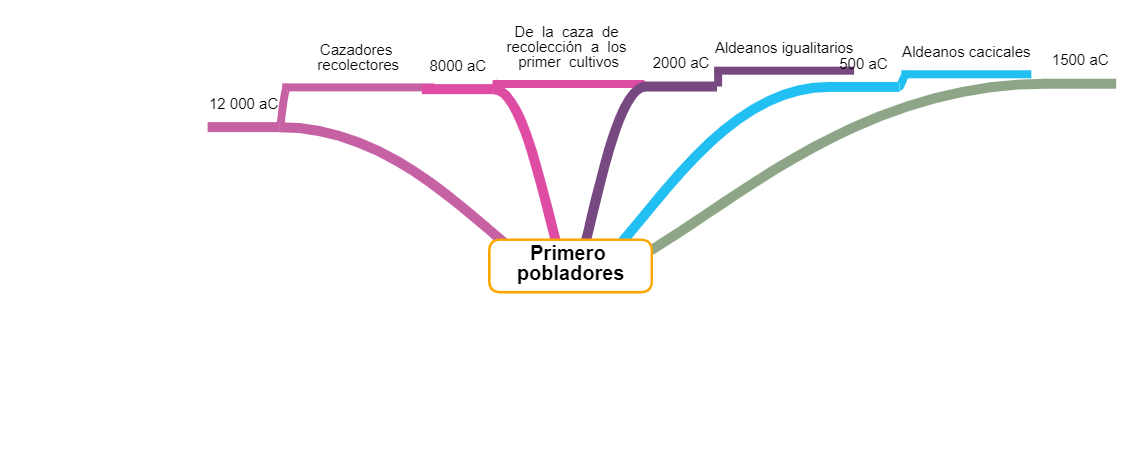 12 000 aC
Cazadores
recolectores
8000 aC
De la caza de
recolección a los
primer cultivos
2000 aC
Aldeanos igualitarios
500 aC
Aldeanos cacicales
1500 aC
Primero
pobladores